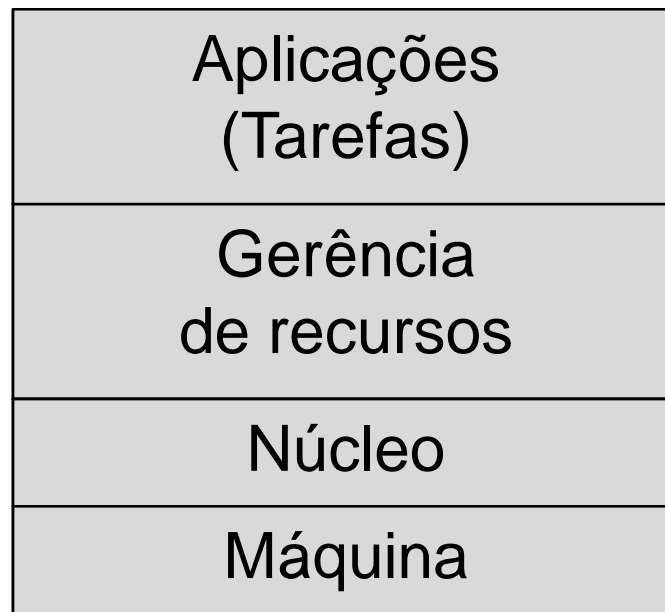 Aplicações
(Tarefas)
Gerência
de recursos
Núcleo
Máquina